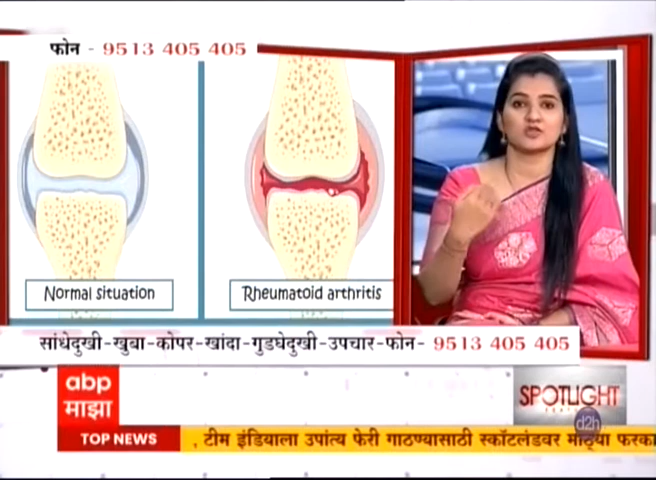 फोन - 9513 405 405
Normal situation
Rheumatoid arthritis
सांधेदुखी-खुबा-कोपर-खांदा-गुडघेदुखी-उपचार-फोन- 9513 405 405
abp
माझा
SPOTLIGHT
d2h
TOP NEWS
, टीम इंडियाला उपांत्य फेरी गाठण्यासाठी स्कॉटलंडवर मोठ्या फरका